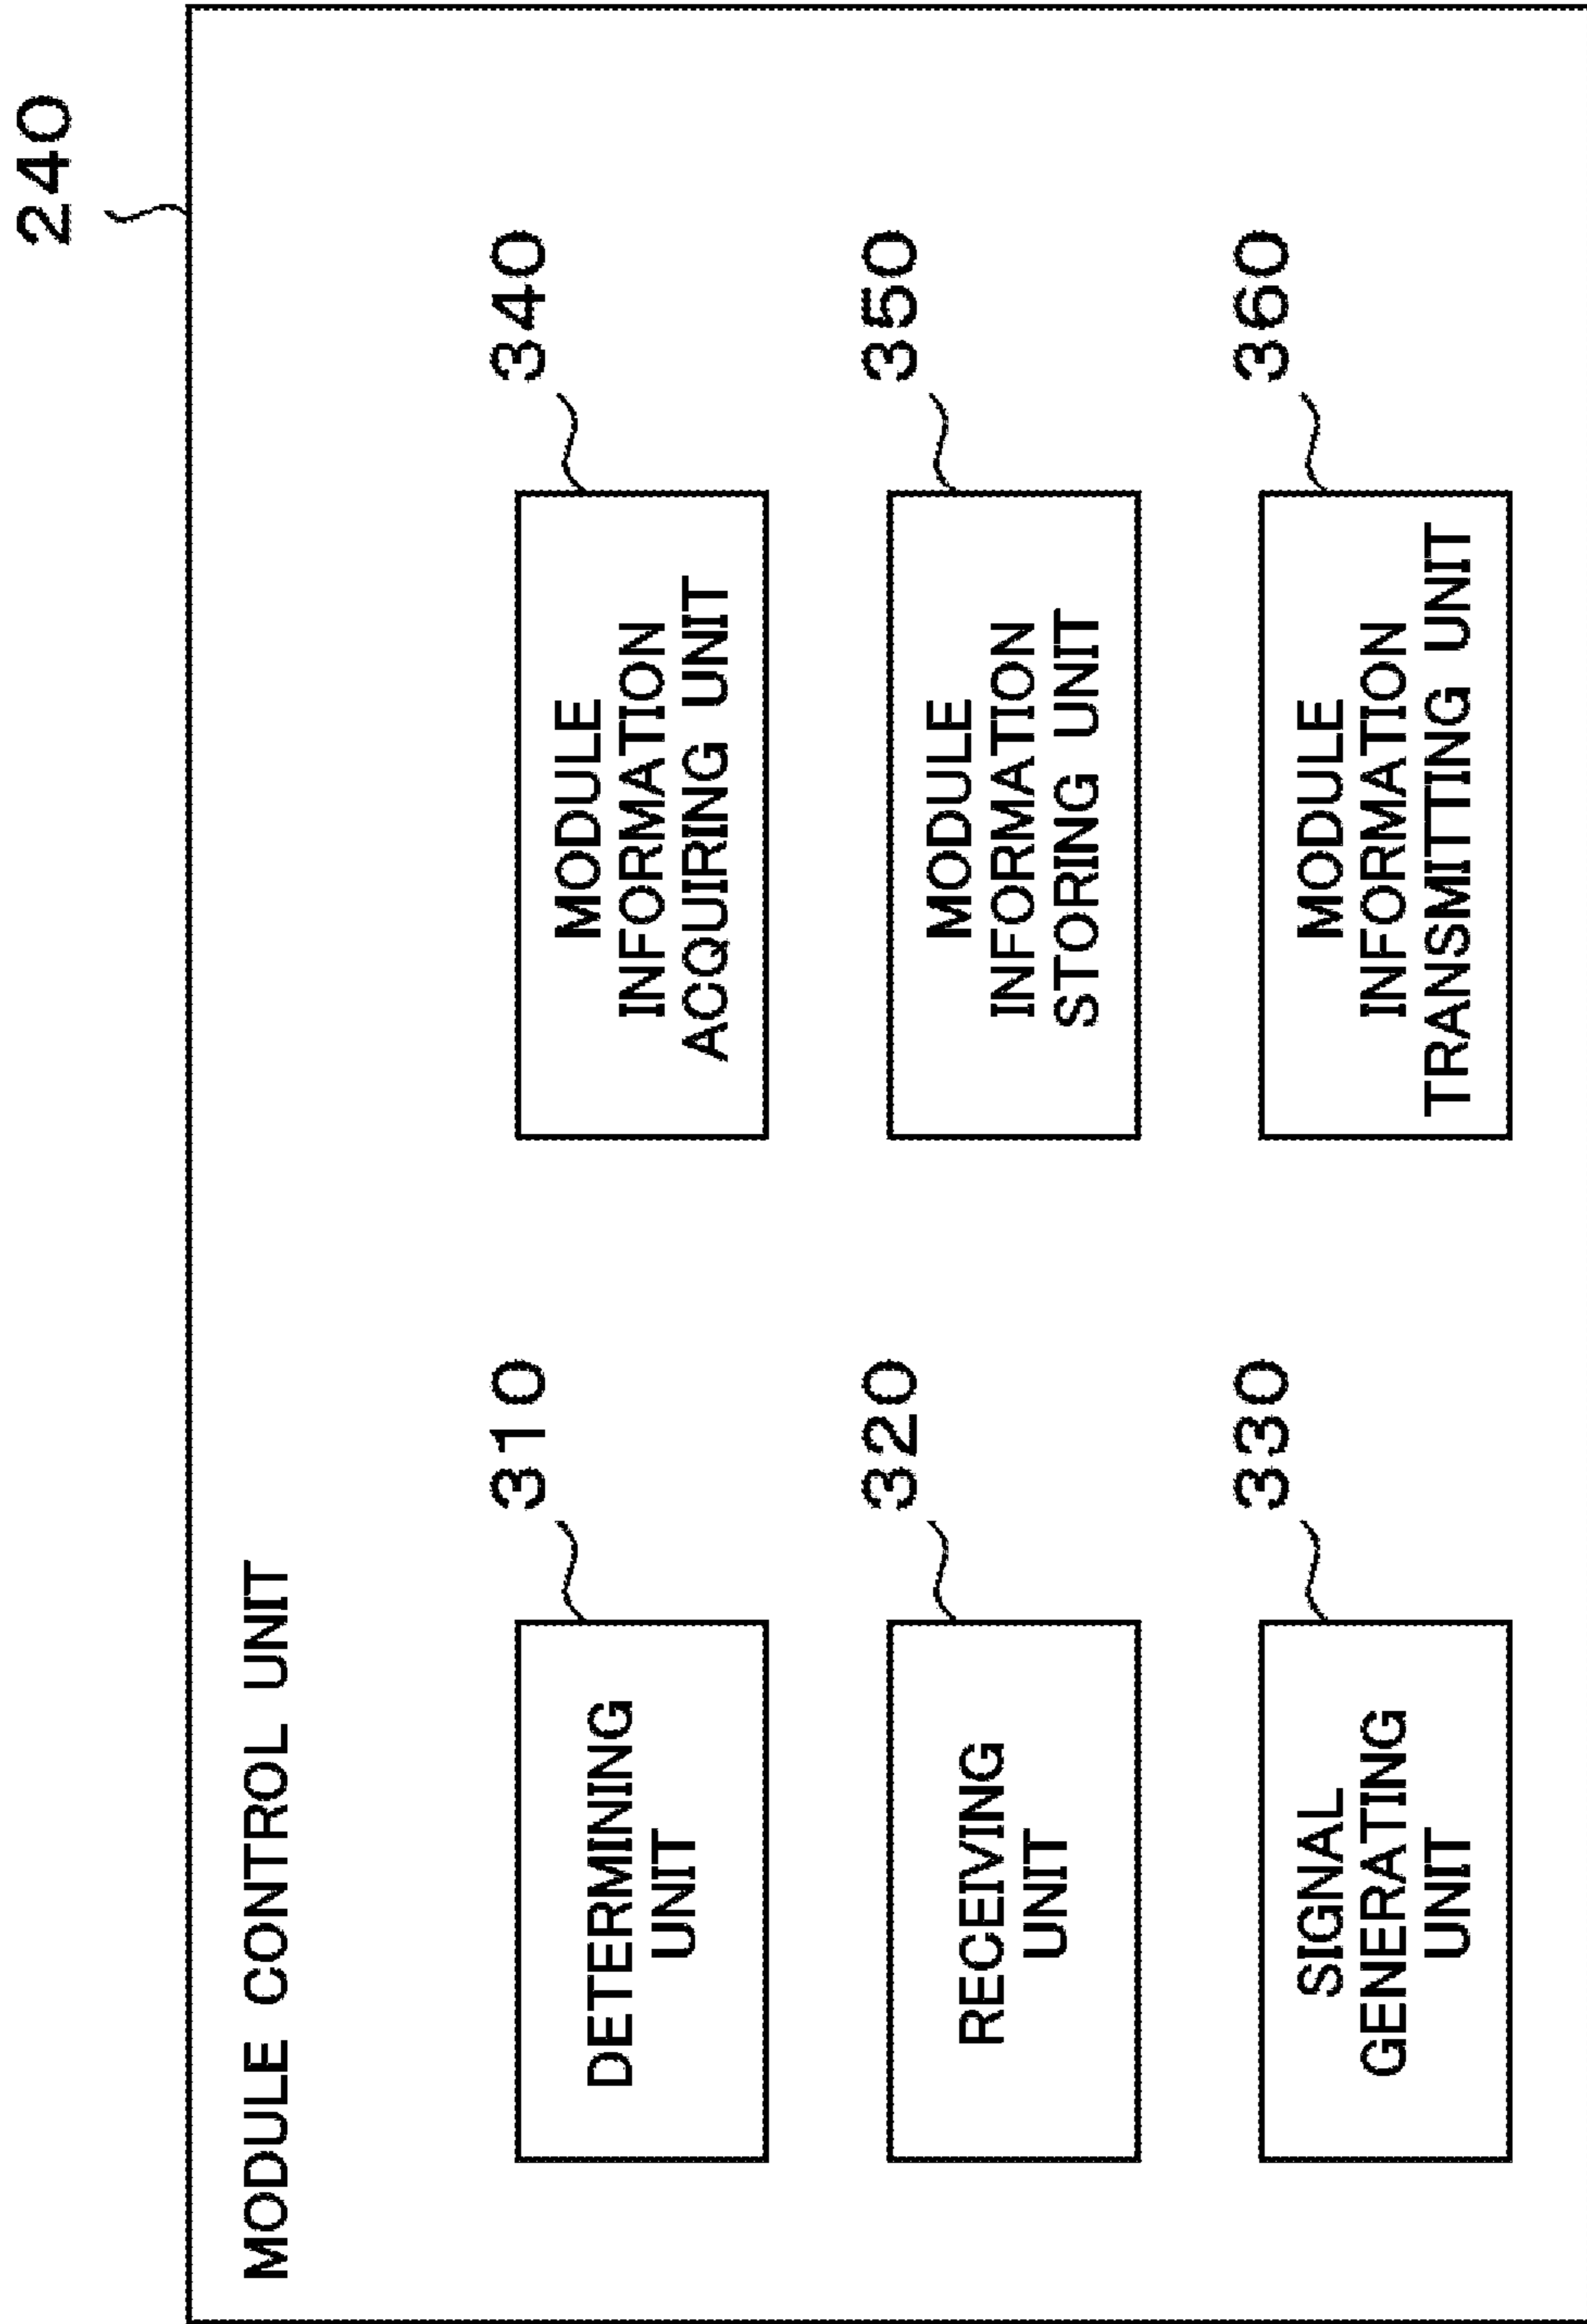 240
MODULE CONTROL UNIT
310
DETERMINING
UNIT
340
MODULE
INFORMATION
ACQUIRING UNIT
320
RECEIVING
UNIT
350
MODULE
INFORMATION
STORING UNIT
330
SIGNAL
GENERATING
UNIT
360
MODULE
INFORMATION
TRANSMITTING UNIT